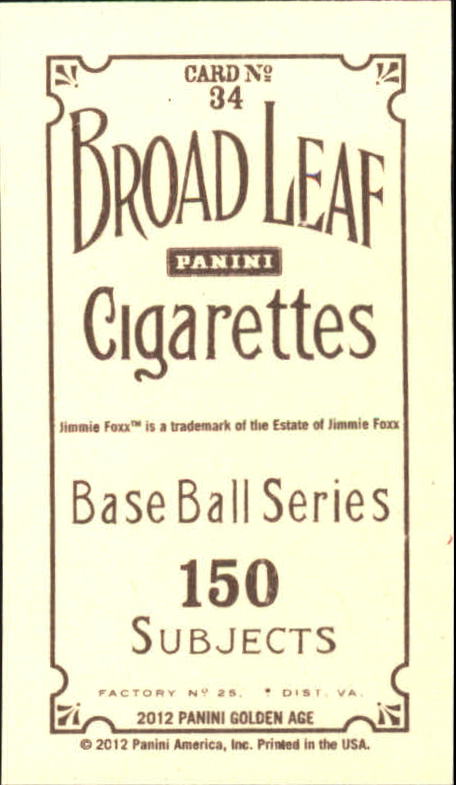 CARD Nº
34
BROAD LEAF
PANINI
Cigarettes
Jimmie Foxx™ is a trademark of the Estate of Jimmie Foxx
Base Ball Series
150
SUBJECTS
FACTORY Nº 25. * DIST. VA.
2012 PANINI GOLDEN AGE
© 2012 Panini America, Inc. Printed in the USA.